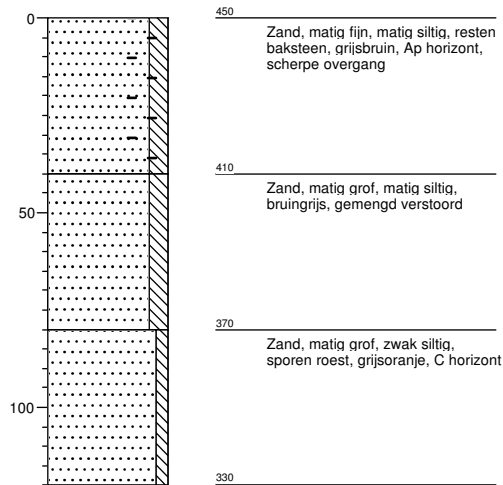 0
450
Zand, matig fijn, matig siltig, resten
baksteen, grijsbruin, Ap horizont,
scherpe overgang
410
Zand, matig grof, matig siltig,
bruingrijs, gemengd verstoord
50
370
Zand, matig grof, zwak siltig,
sporen roest, grijsoranje, C horizont
100
330